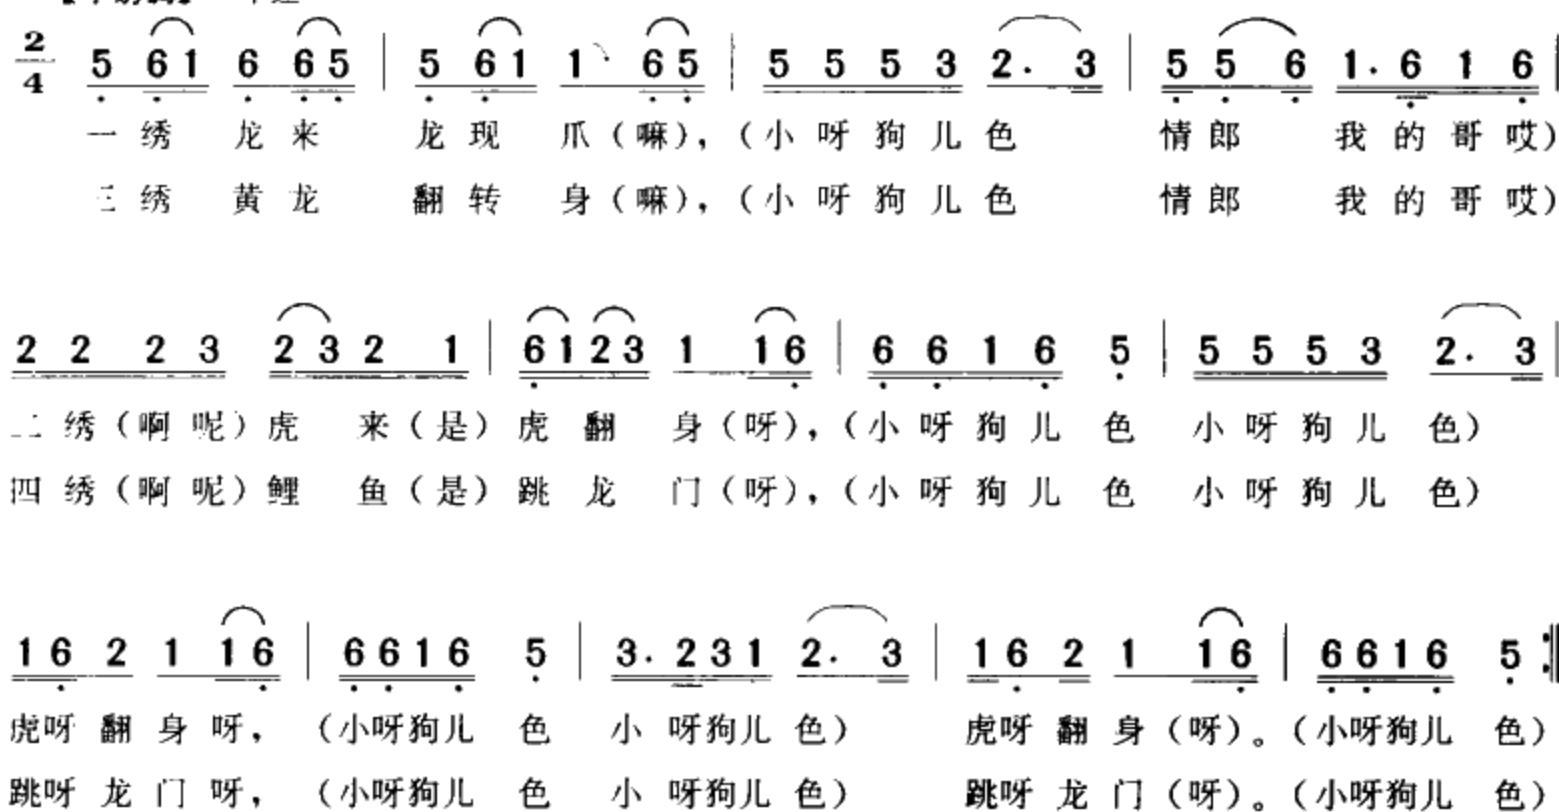 2/4 5 61 6 65 | 5 61 1 65 | 5 5 5 3 2. 3 | 5 5 6 1. 6 1 6 |
一绣 龙来 龙现 爪(嘛),(小呀狗儿色 情郎 我的哥哎)
三绣 黄龙 翻转 身(嘛),(小呀狗儿色 情郎 我的哥哎)
2 2 2 3 2 3 2 1 | 6123 1 16 | 6 6 1 6 5 | 5 5 5 3 2. 3 |
二绣(啊呢)虎 来(是)虎翻 身(呀),(小呀狗儿 色 小呀狗儿 色)
四绣(啊呢)鲤 鱼(是)跳龙 门(呀),(小呀狗儿 色 小呀狗儿 色)
16 2 1 16 | 6616 5 | 3. 231 2. 3 | 16 2 1 16 | 6616 5 :|
虎呀翻身呀,(小呀狗儿 色 小呀狗儿 色) 虎呀翻身(呀)。(小呀狗儿 色)
跳呀龙门呀,(小呀狗儿 色 小呀狗儿 色) 跳呀龙门(呀)。(小呀狗儿 色)